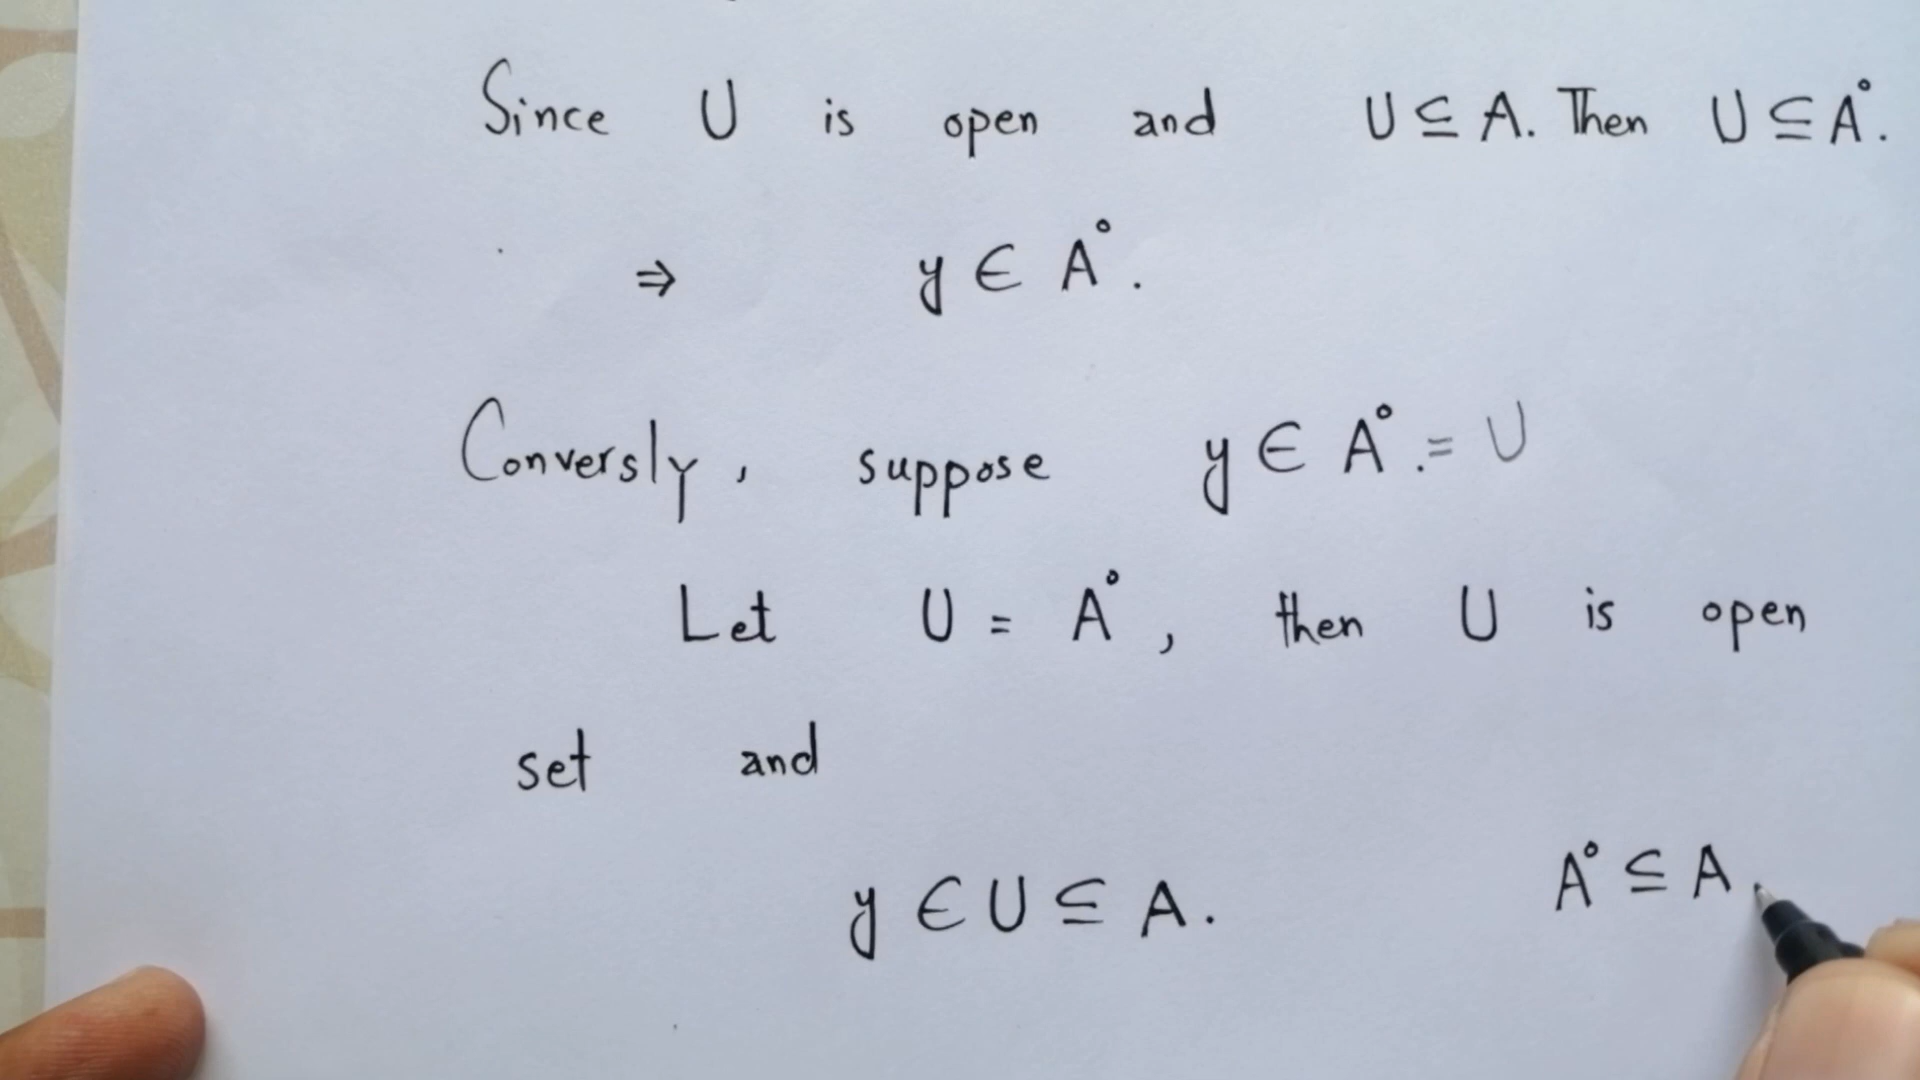 Since U is open and U ⊆ A. Then U ⊆ A°.
⇒ y ∈ A°.
Conversly, suppose y ∈ A°. = U
Let U = A°, then U is open
set and
y ∈ U ⊆ A. A° ⊆ A